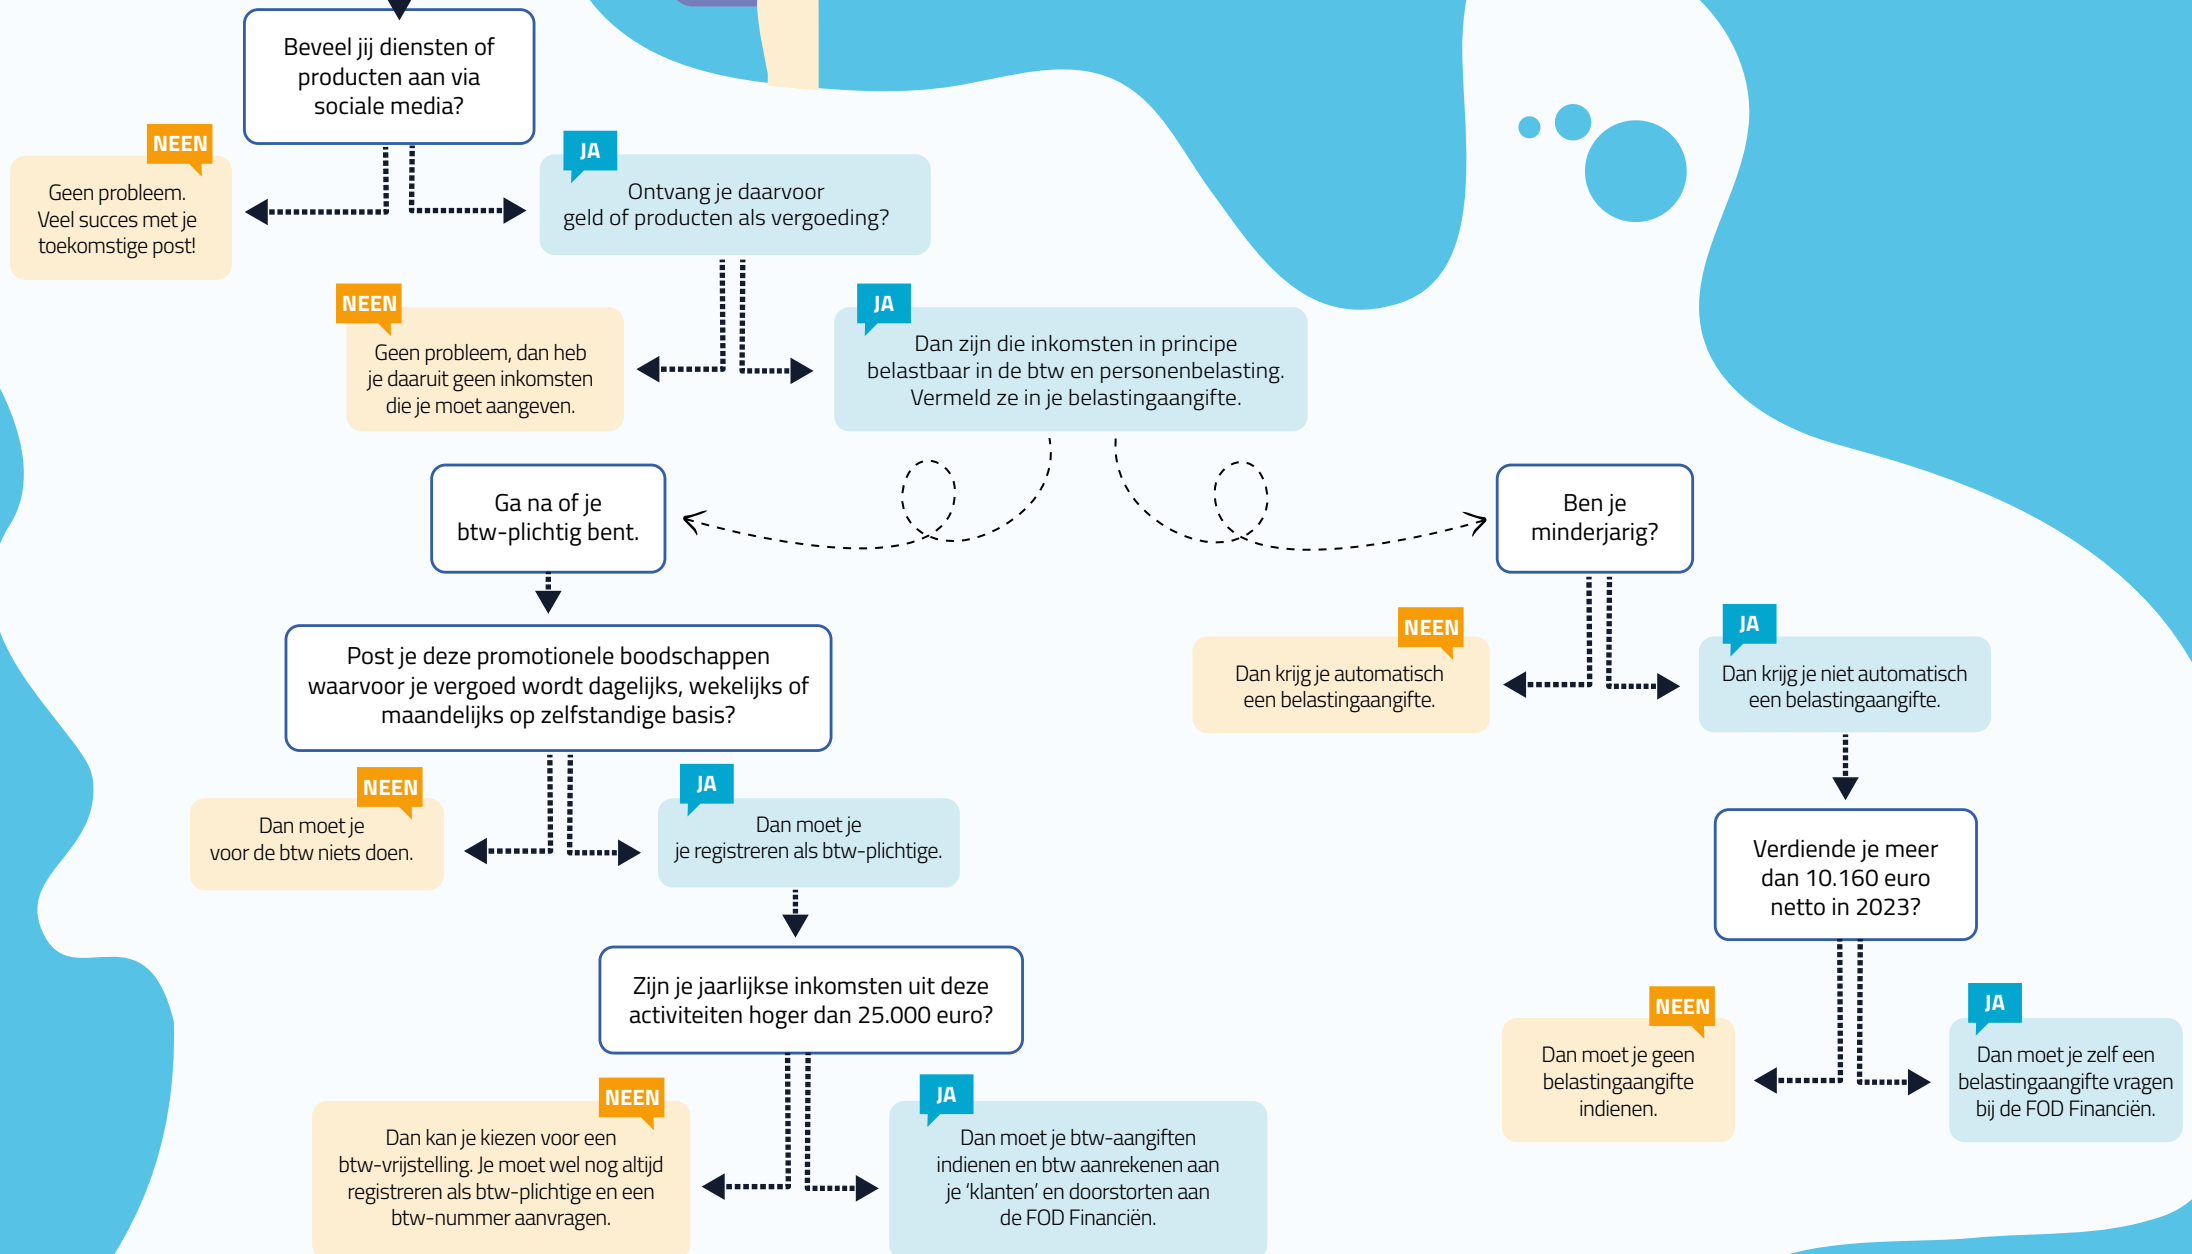 Beveel jij diensten of
producten aan via
sociale media?
NEEN
Geen probleem.
Veel succes met je
toekomstige post!
JA
Ontvang je daarvoor
geld of producten als vergoeding?
NEEN
Geen probleem, dan heb
je daaruit geen inkomsten
die je moet aangeven.
JA
Dan zijn die inkomsten in principe
belastbaar in de btw en personenbelasting.
Vermeld ze in je belastingaangifte.
Ga na of je
btw-plichtig bent.
Post je deze promotionele boodschappen
waarvoor je vergoed wordt dagelijks, wekelijks of
maandelijks op zelfstandige basis?
NEEN
Dan moet je
voor de btw niets doen.
JA
Dan moet je
je registreren als btw-plichtige.
Zijn je jaarlijkse inkomsten uit deze
activiteiten hoger dan 25.000 euro?
NEEN
Dan kan je kiezen voor een
btw-vrijstelling. Je moet wel nog altijd
registreren als btw-plichtige en een
btw-nummer aanvragen.
JA
Dan moet je btw-aangiften
indienen en btw aanrekenen aan
je ‘klanten’ en doorstorten aan
de FOD Financiën.
Ben je
minderjarig?
NEEN
Dan krijg je automatisch
een belastingaangifte.
JA
Dan krijg je niet automatisch
een belastingaangifte.
Verdiende je meer
dan 10.160 euro
netto in 2023?
NEEN
Dan moet je geen
belastingaangifte
indienen.
JA
Dan moet je zelf een
belastingaangifte vragen
bij de FOD Financiën.